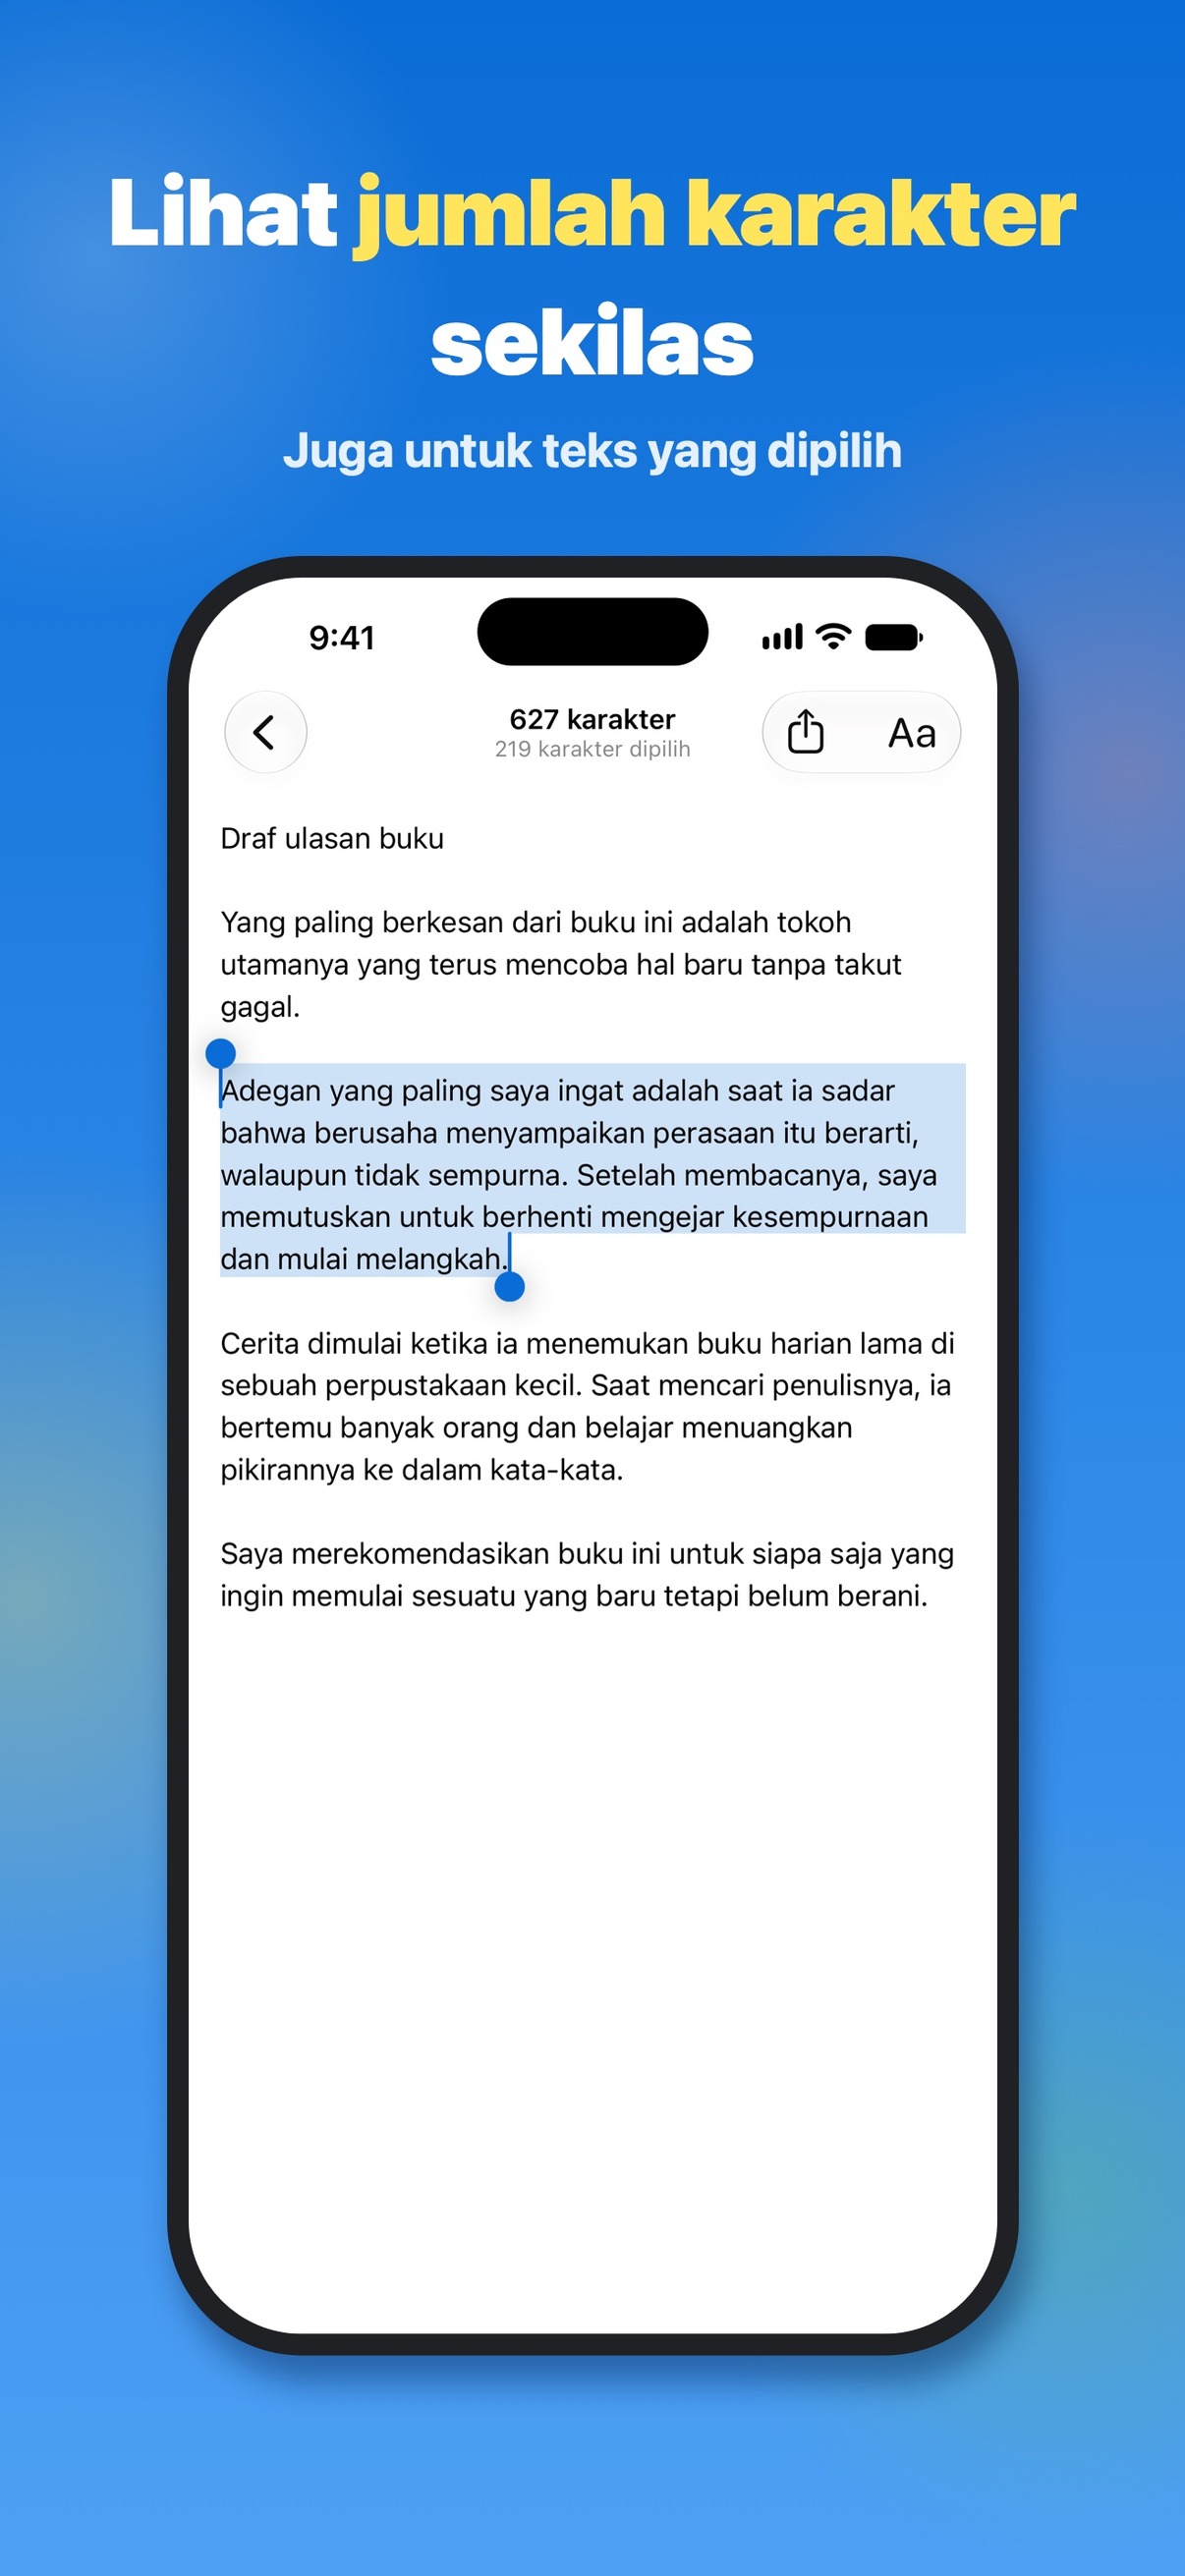 Lihat jumlah karakter
sekilas
Juga untuk teks yang dipilih
9:41
627 karakter
219 karakter dipilih
Aa
Draf ulasan buku
Yang paling berkesan dari buku ini adalah tokoh
utamanya yang terus mencoba hal baru tanpa takut
gagal.
Adegan yang paling saya ingat adalah saat ia sadar
bahwa berusaha menyampaikan perasaan itu berarti,
walaupun tidak sempurna. Setelah membacanya, saya
memutuskan untuk berhenti mengejar kesempurnaan
dan mulai melangkah.
Cerita dimulai ketika ia menemukan buku harian lama di
sebuah perpustakaan kecil. Saat mencari penulisnya, ia
bertemu banyak orang dan belajar menuangkan
pikirannya ke dalam kata-kata.
Saya merekomendasikan buku ini untuk siapa saja yang
ingin memulai sesuatu yang baru tetapi belum berani.